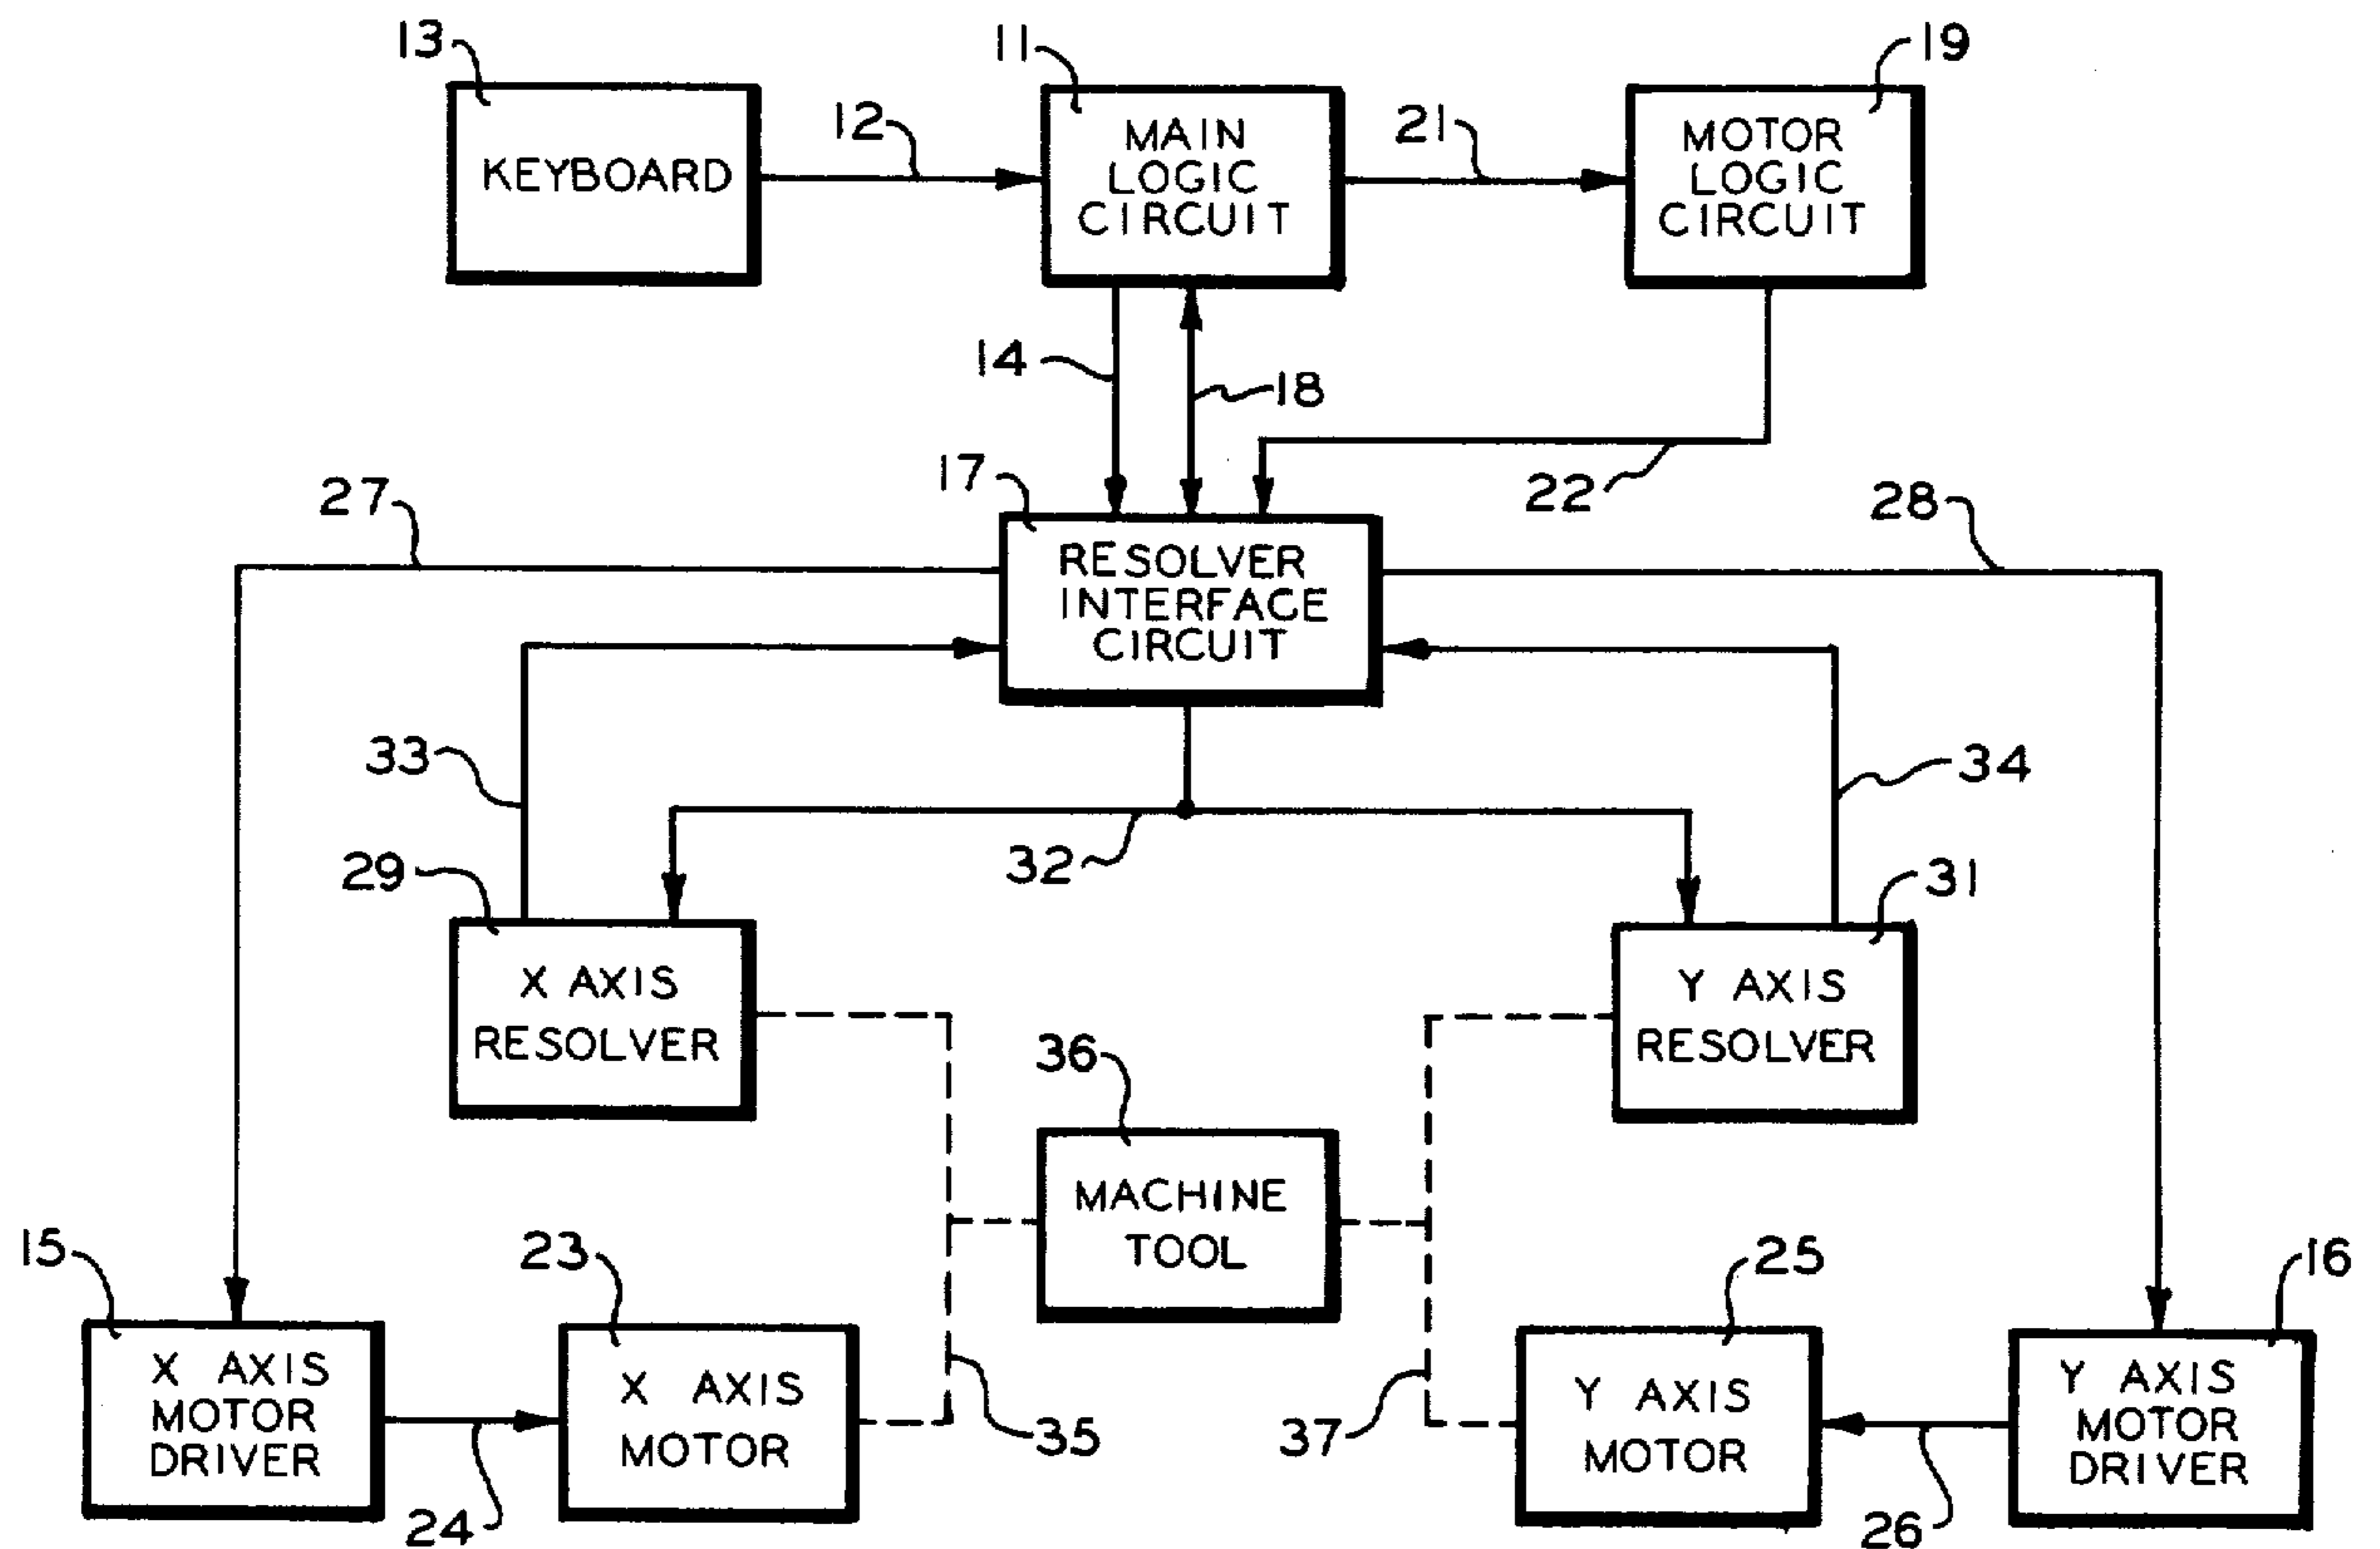 13
11
19
KEYBOARD
12
MAIN
LOGIC
CIRCUIT
21
MOTOR
LOGIC
CIRCUIT
14
18
22
27
17
28
RESOLVER
INTERFACE
CIRCUIT
33
34
32
29
31
X AXIS
RESOLVER
Y AXIS
RESOLVER
36
MACHINE
TOOL
15
23
25
16
X AXIS
MOTOR
DRIVER
X AXIS
MOTOR
Y AXIS
MOTOR
Y AXIS
MOTOR
DRIVER
24
35
37
26